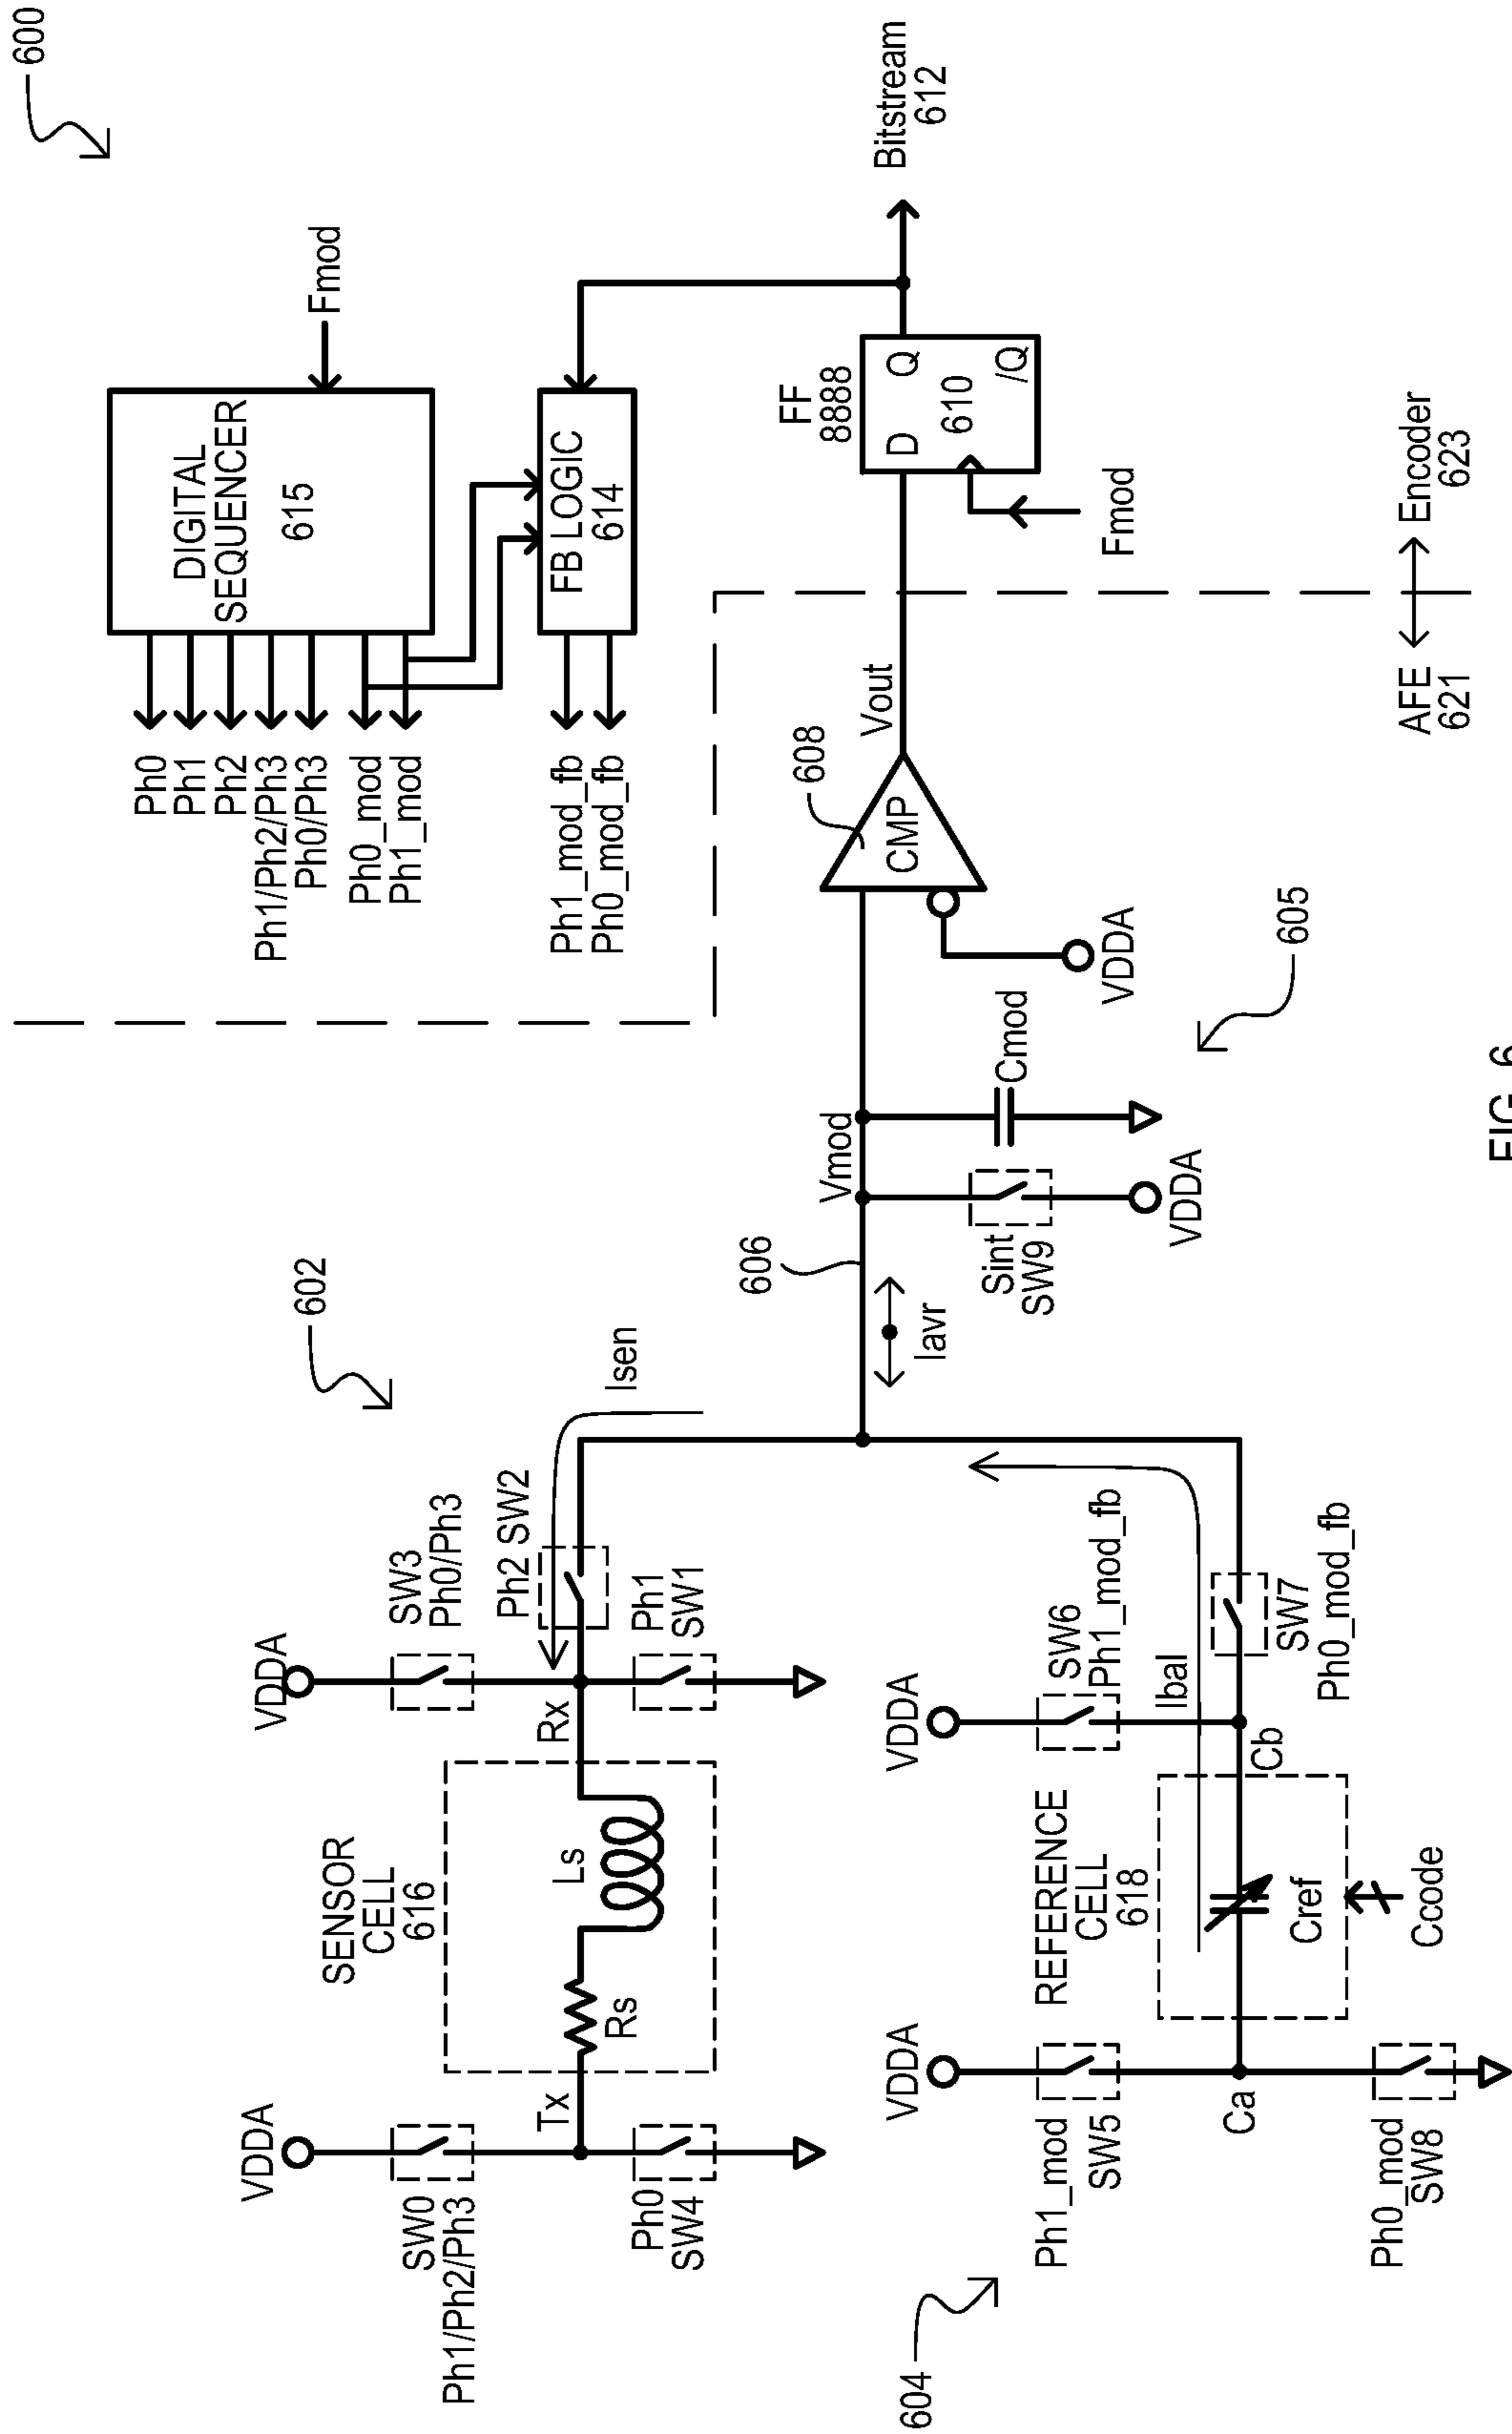 600
602
DIGITAL
SEQUENCER
615
Fmod
Ph0
Ph1
Ph2
Ph1/Ph2/Ph3
Ph0/Ph3
Ph0_mod
Ph1_mod
FB LOGIC
614
Ph1_mod_fb
Ph0_mod_fb
VDDA
SW0
Ph1/Ph2/Ph3
Tx
Ph0
SW4
SENSOR
CELL
616
Rs
Ls
VDDA
SW3
Ph0/Ph3
Rx
Ph2 SW2
Ph1
SW1
Isen
606
Iavr
Vmod
Sint
SW9
VDDA
Cmod
605
608
CMP
VDDA
Vout
FF
8888
D
Q
610
/Q
Fmod
Bitstream
612
604
VDDA
Ph1_mod
SW5
Ca
Ph0_mod
SW8
REFERENCE
CELL
618
Cref
Ccode
VDDA
SW6
Ph1_mod_fb
Ibal
Cb
SW7
Ph0_mod_fb
AFE
621
Encoder
623
FIG. 6